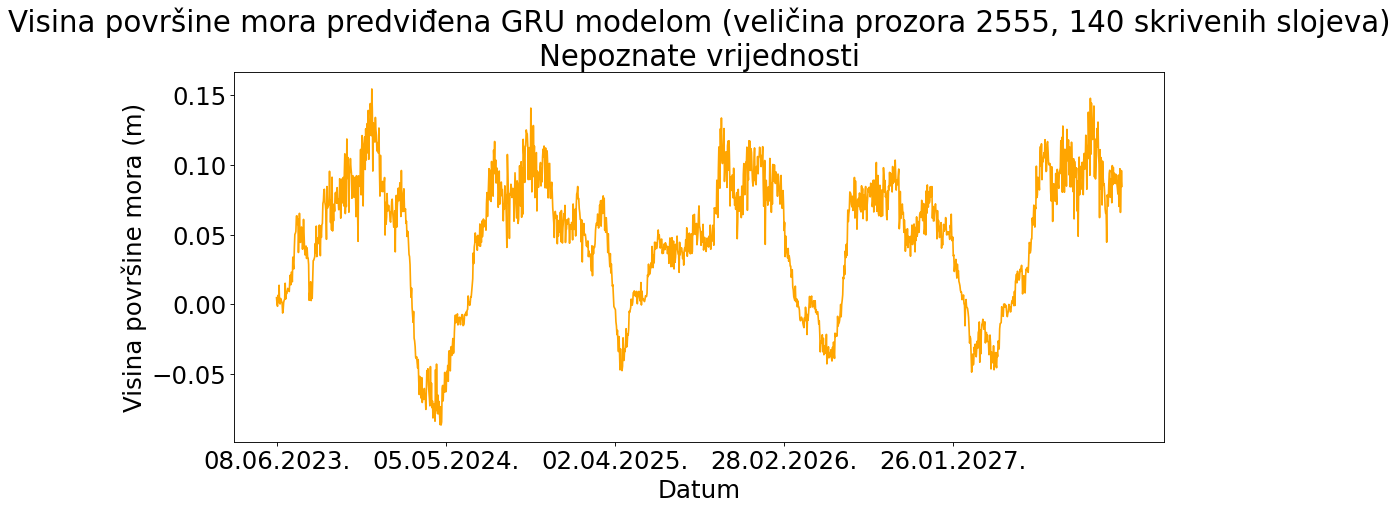 Visina površine mora predviđena GRU modelom (veličina prozora 2555, 140 skrivenih slojeva)
Nepoznate vrijednosti
Visina površine mora (m)
0.15
0.10
0.05
0.00
−0.05
08.06.2023. 05.05.2024. 02.04.2025. 28.02.2026. 26.01.2027.
Datum